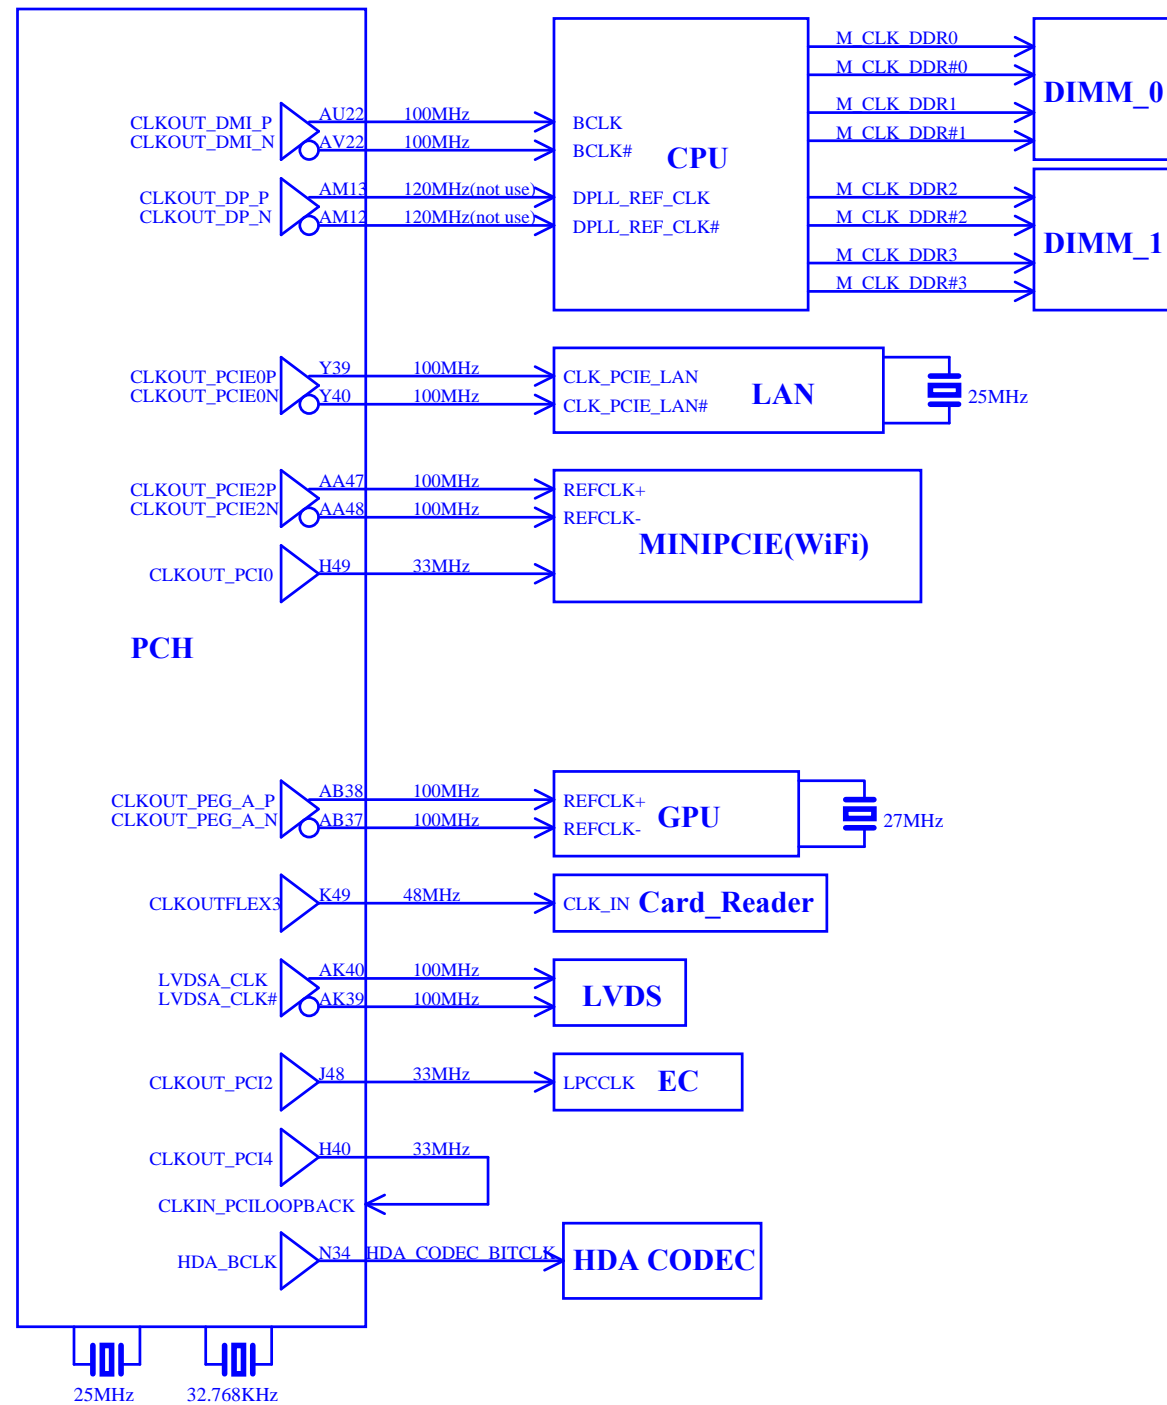 M_CLK_DDR0
M_CLK_DDR#0
DIMM_0
CLKOUT_DMI_P
AU22
100MHz
BCLK
M_CLK_DDR1
CLKOUT_DMI_N
AV22
100MHz
BCLK#
CPU
M_CLK_DDR#1
CLKOUT_DP_P
AM13
120MHz(not use)
DPLL_REF_CLK
M_CLK_DDR2
CLKOUT_DP_N
AM12
120MHz(not use)
DPLL_REF_CLK#
M_CLK_DDR#2
DIMM_1
M_CLK_DDR3
M_CLK_DDR#3
CLKOUT_PCIE0P
Y39
100MHz
CLK_PCIE_LAN
CLKOUT_PCIE0N
Y40
100MHz
CLK_PCIE_LAN#
LAN
25MHz
CLKOUT_PCIE2P
AA47
100MHz
REFCLK+
CLKOUT_PCIE2N
AA48
100MHz
REFCLK-
MINIPCIE(WiFi)
CLKOUT_PCI0
H49
33MHz
PCH
CLKOUT_PEG_A_P
AB38
100MHz
REFCLK+
CLKOUT_PEG_A_N
AB37
100MHz
REFCLK-
GPU
27MHz
CLKOUTFLEX3
K49
48MHz
CLK_IN
Card_Reader
LVDSA_CLK
AK40
100MHz
LVDSA_CLK#
AK39
100MHz
LVDS
CLKOUT_PCI2
J48
33MHz
LPCCLK
EC
CLKOUT_PCI4
H40
33MHz
CLKIN_PCILOOPBACK
HDA_BCLK
N34
HDA_CODEC_BITCLK
HDA CODEC
25MHz
32.768KHz